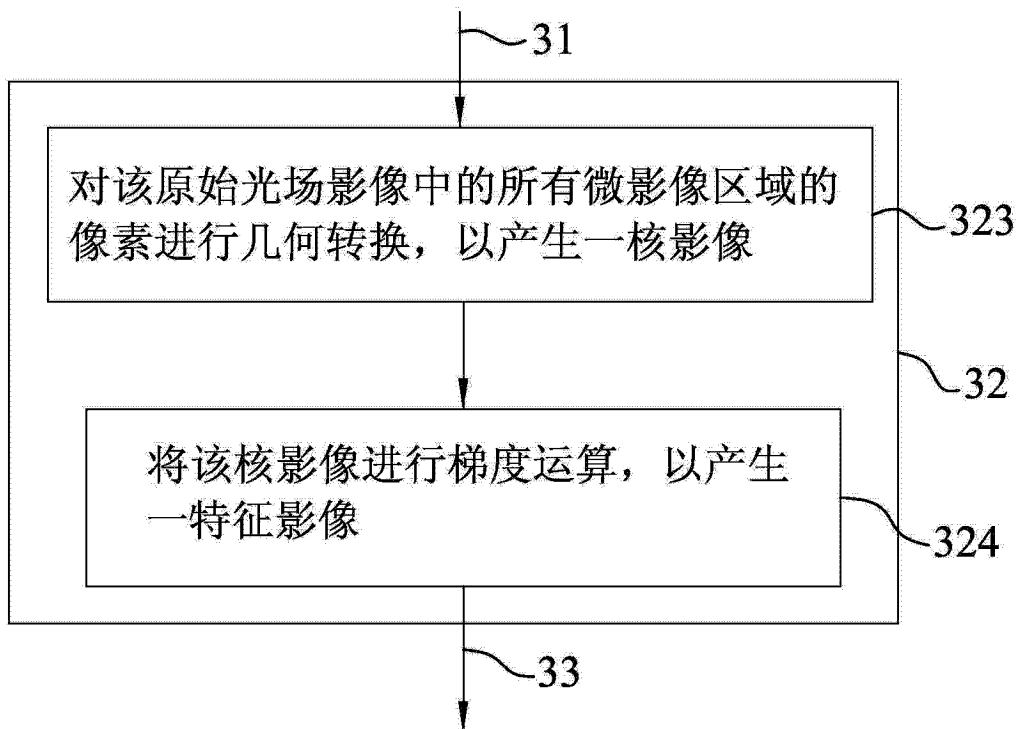 31
对该原始光场影像中的所有微影像区域的
像素进行几何转换，以产生一核影像
323
32
将该核影像进行梯度运算，以产生
一特征影像
324
33